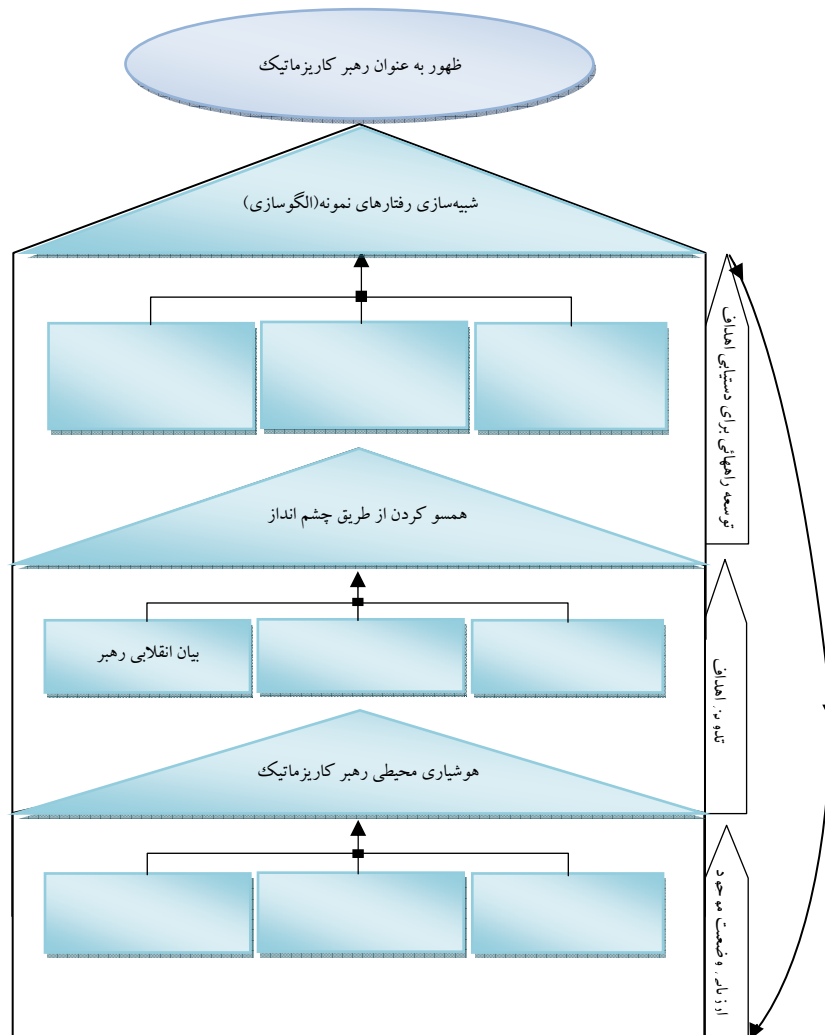 ظهور به عنوان رهبر کاریزماتیک
شبیه‌سازی رفتارهای نمونه(الگوسازی)
توسعه راههائی برای دستیابی اهداف
همسو کردن از طریق چشم انداز
بیان انقلابی رهبر
تدوین اهداف
هوشیاری محیطی رهبر کاریزماتیک
ارزیابی وضعیت موجود